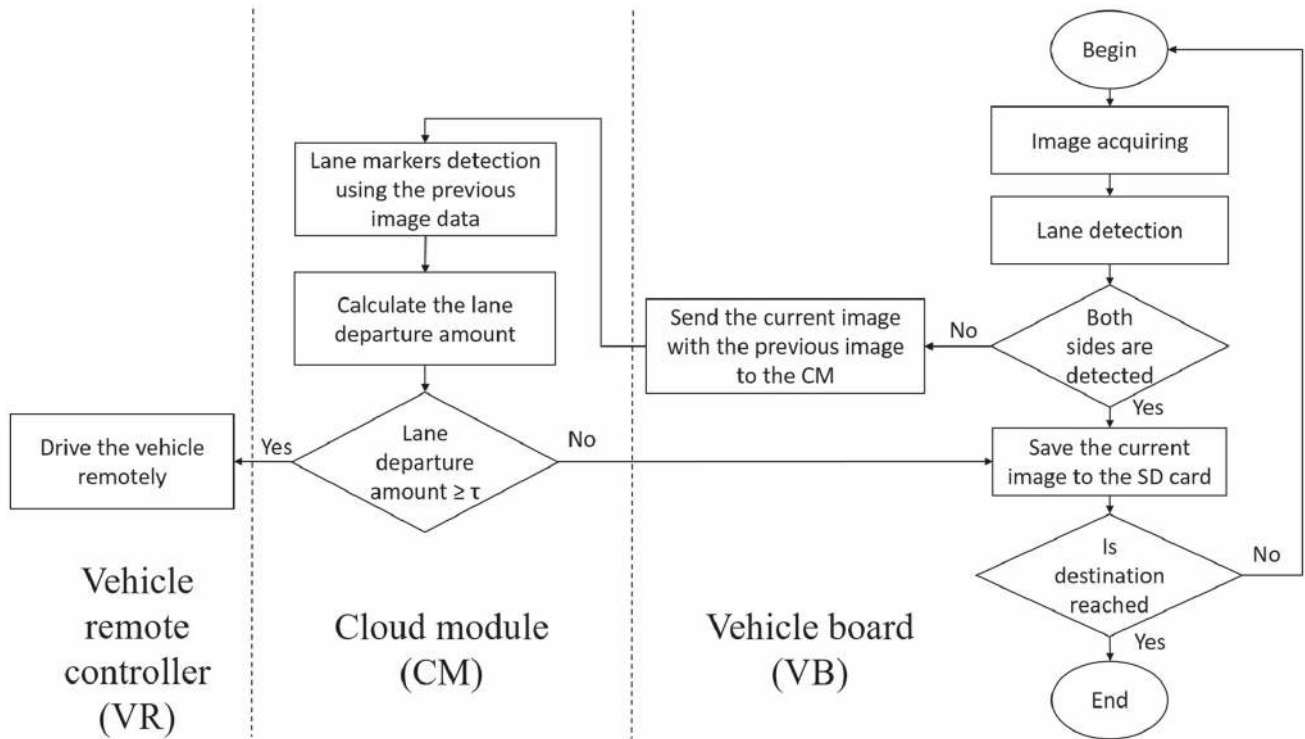 Begin
Image acquiring
Lane detection
Both
sides are
detected
No
Yes
Send the current image
with the previous image
to the CM
Lane markers detection
using the previous
image data
Calculate the lane
departure amount
Lane
departure
amount ≥ τ
Yes
No
Drive the vehicle
remotely
Save the current
image to the SD card
Is
destination
reached
No
Yes
End
Vehicle
remote
controller
(VR)
Cloud module
(CM)
Vehicle board
(VB)